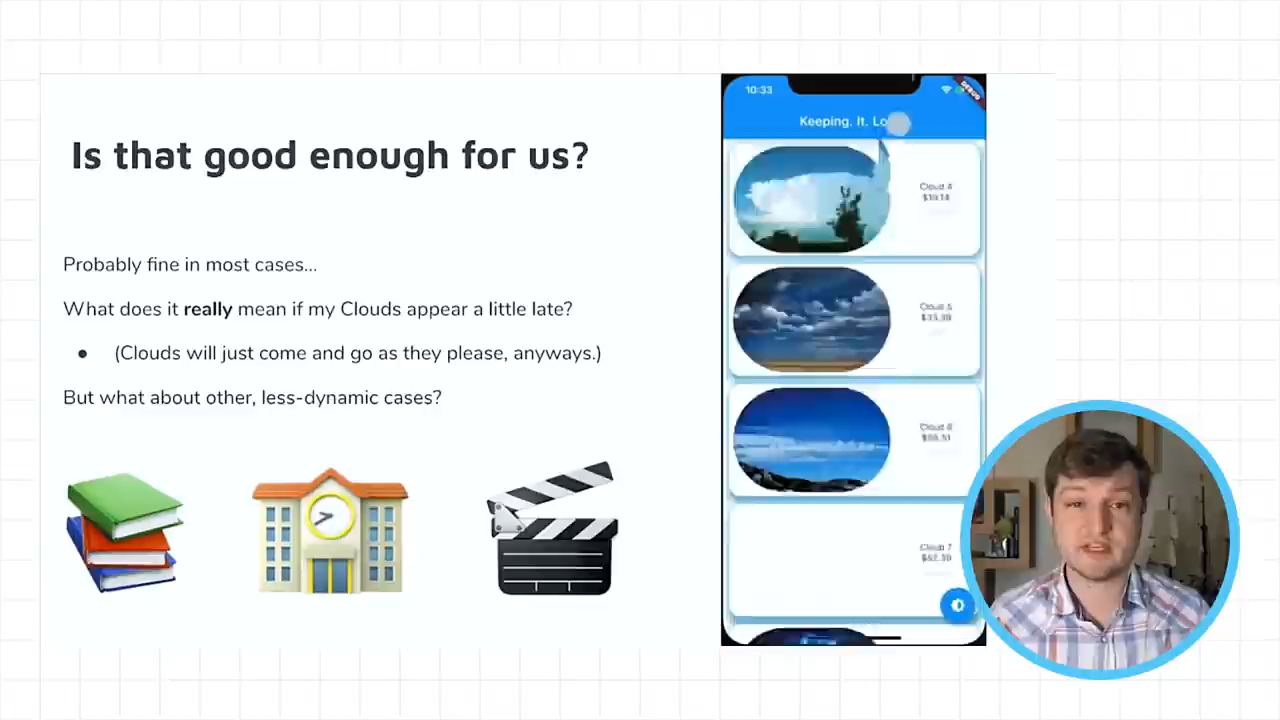 Is that good enough for us?
Probably fine in most cases...
What does it really mean if my Clouds appear a little late?
● (Clouds will just come and go as they please, anyways.)
But what about other, less-dynamic cases?
10:33
DEBUG
Keeping. It. Lo
Cloud 4
Cloud 5
Cloud 6
Cloud 7